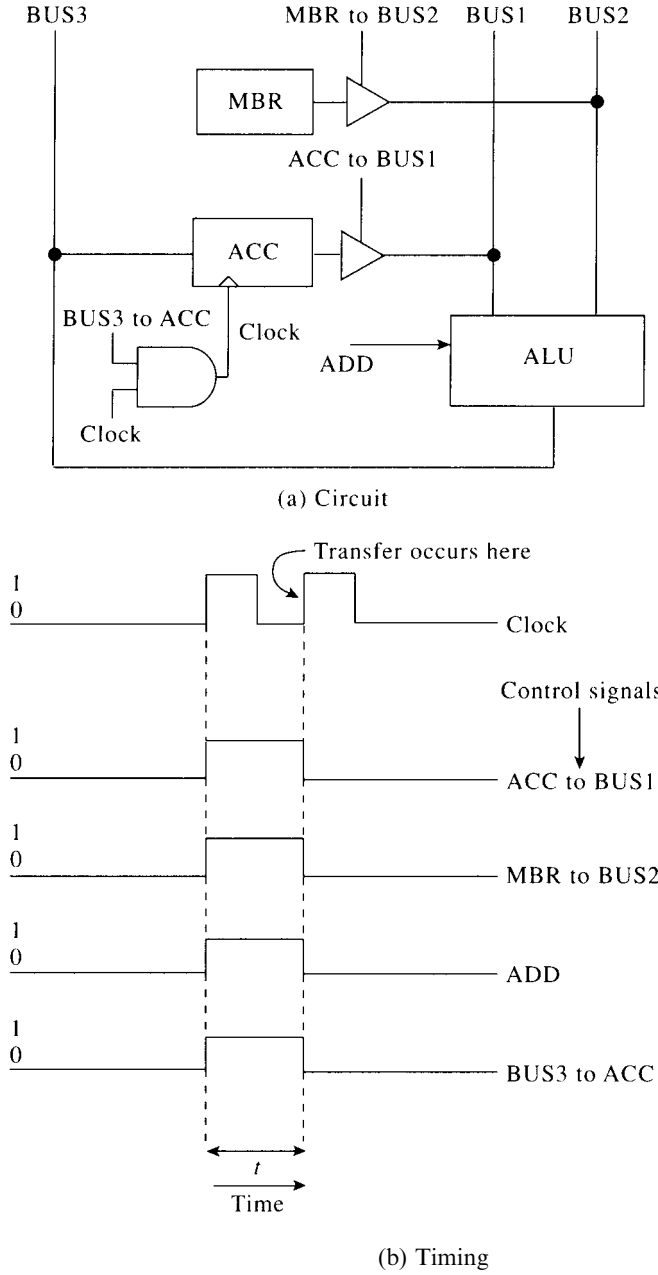 BUS3
MBR to BUS2
BUS1
BUS2
MBR
ACC to BUS1
ACC
BUS3 to ACC
Clock
ADD
ALU
Clock
(a) Circuit
Transfer occurs here
1
0
Clock
Control signals
1
0
ACC to BUS1
1
0
MBR to BUS2
1
0
ADD
1
0
BUS3 to ACC
t
Time
(b) Timing